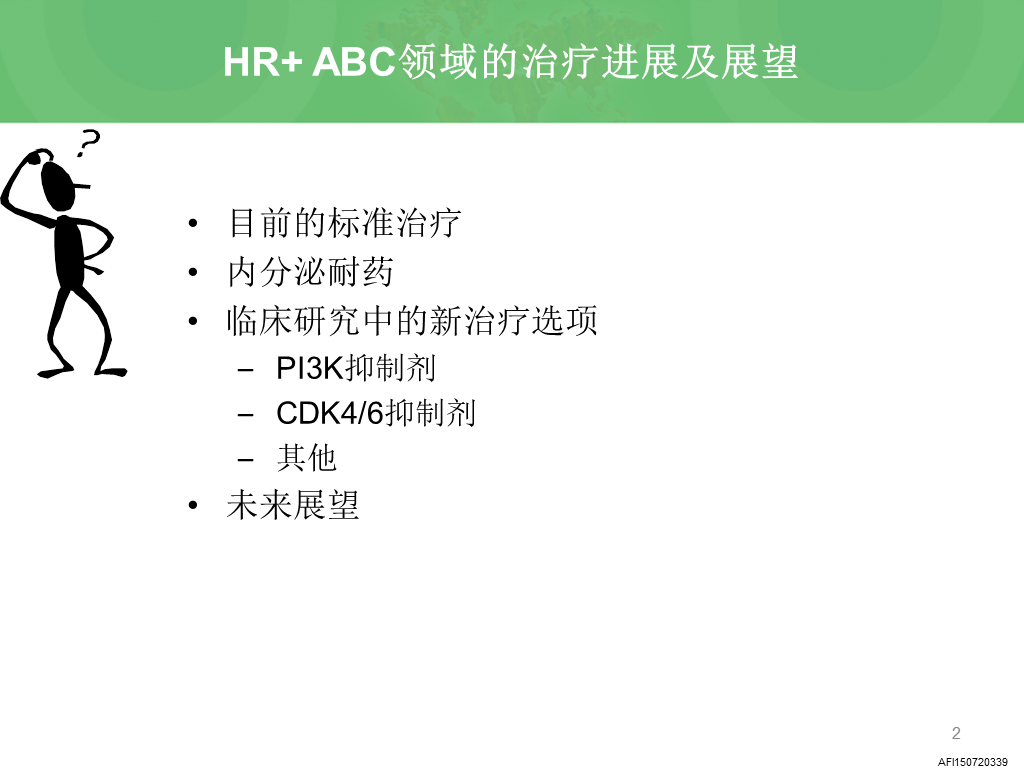 HR+ ABC领域的治疗进展及展望
?
• 目前的标准治疗
• 内分泌耐药
• 临床研究中的新治疗选项
– PI3K抑制剂
– CDK4/6抑制剂
– 其他
• 未来展望
2
AFI150720339